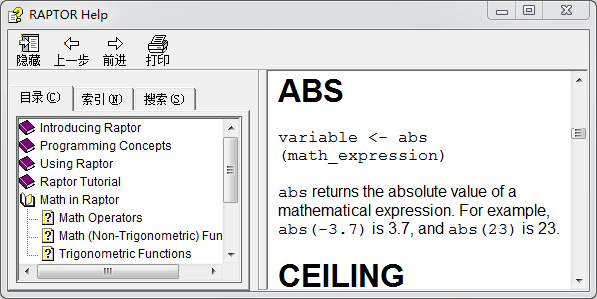 RAPTOR Help
隐藏 上一步 前进 打印
目录(C) 索引(N) 搜索(S)
Introducing Raptor
Programming Concepts
Using Raptor
Raptor Tutorial
Math in Raptor
Math Operators
Math (Non-Trigonometric) Fun
Trigonometric Functions
ABS
variable <- abs
(math_expression)
abs returns the absolute value of a
mathematical expression. For example,
abs(-3.7) is 3.7, and abs(23) is 23.
CEILING